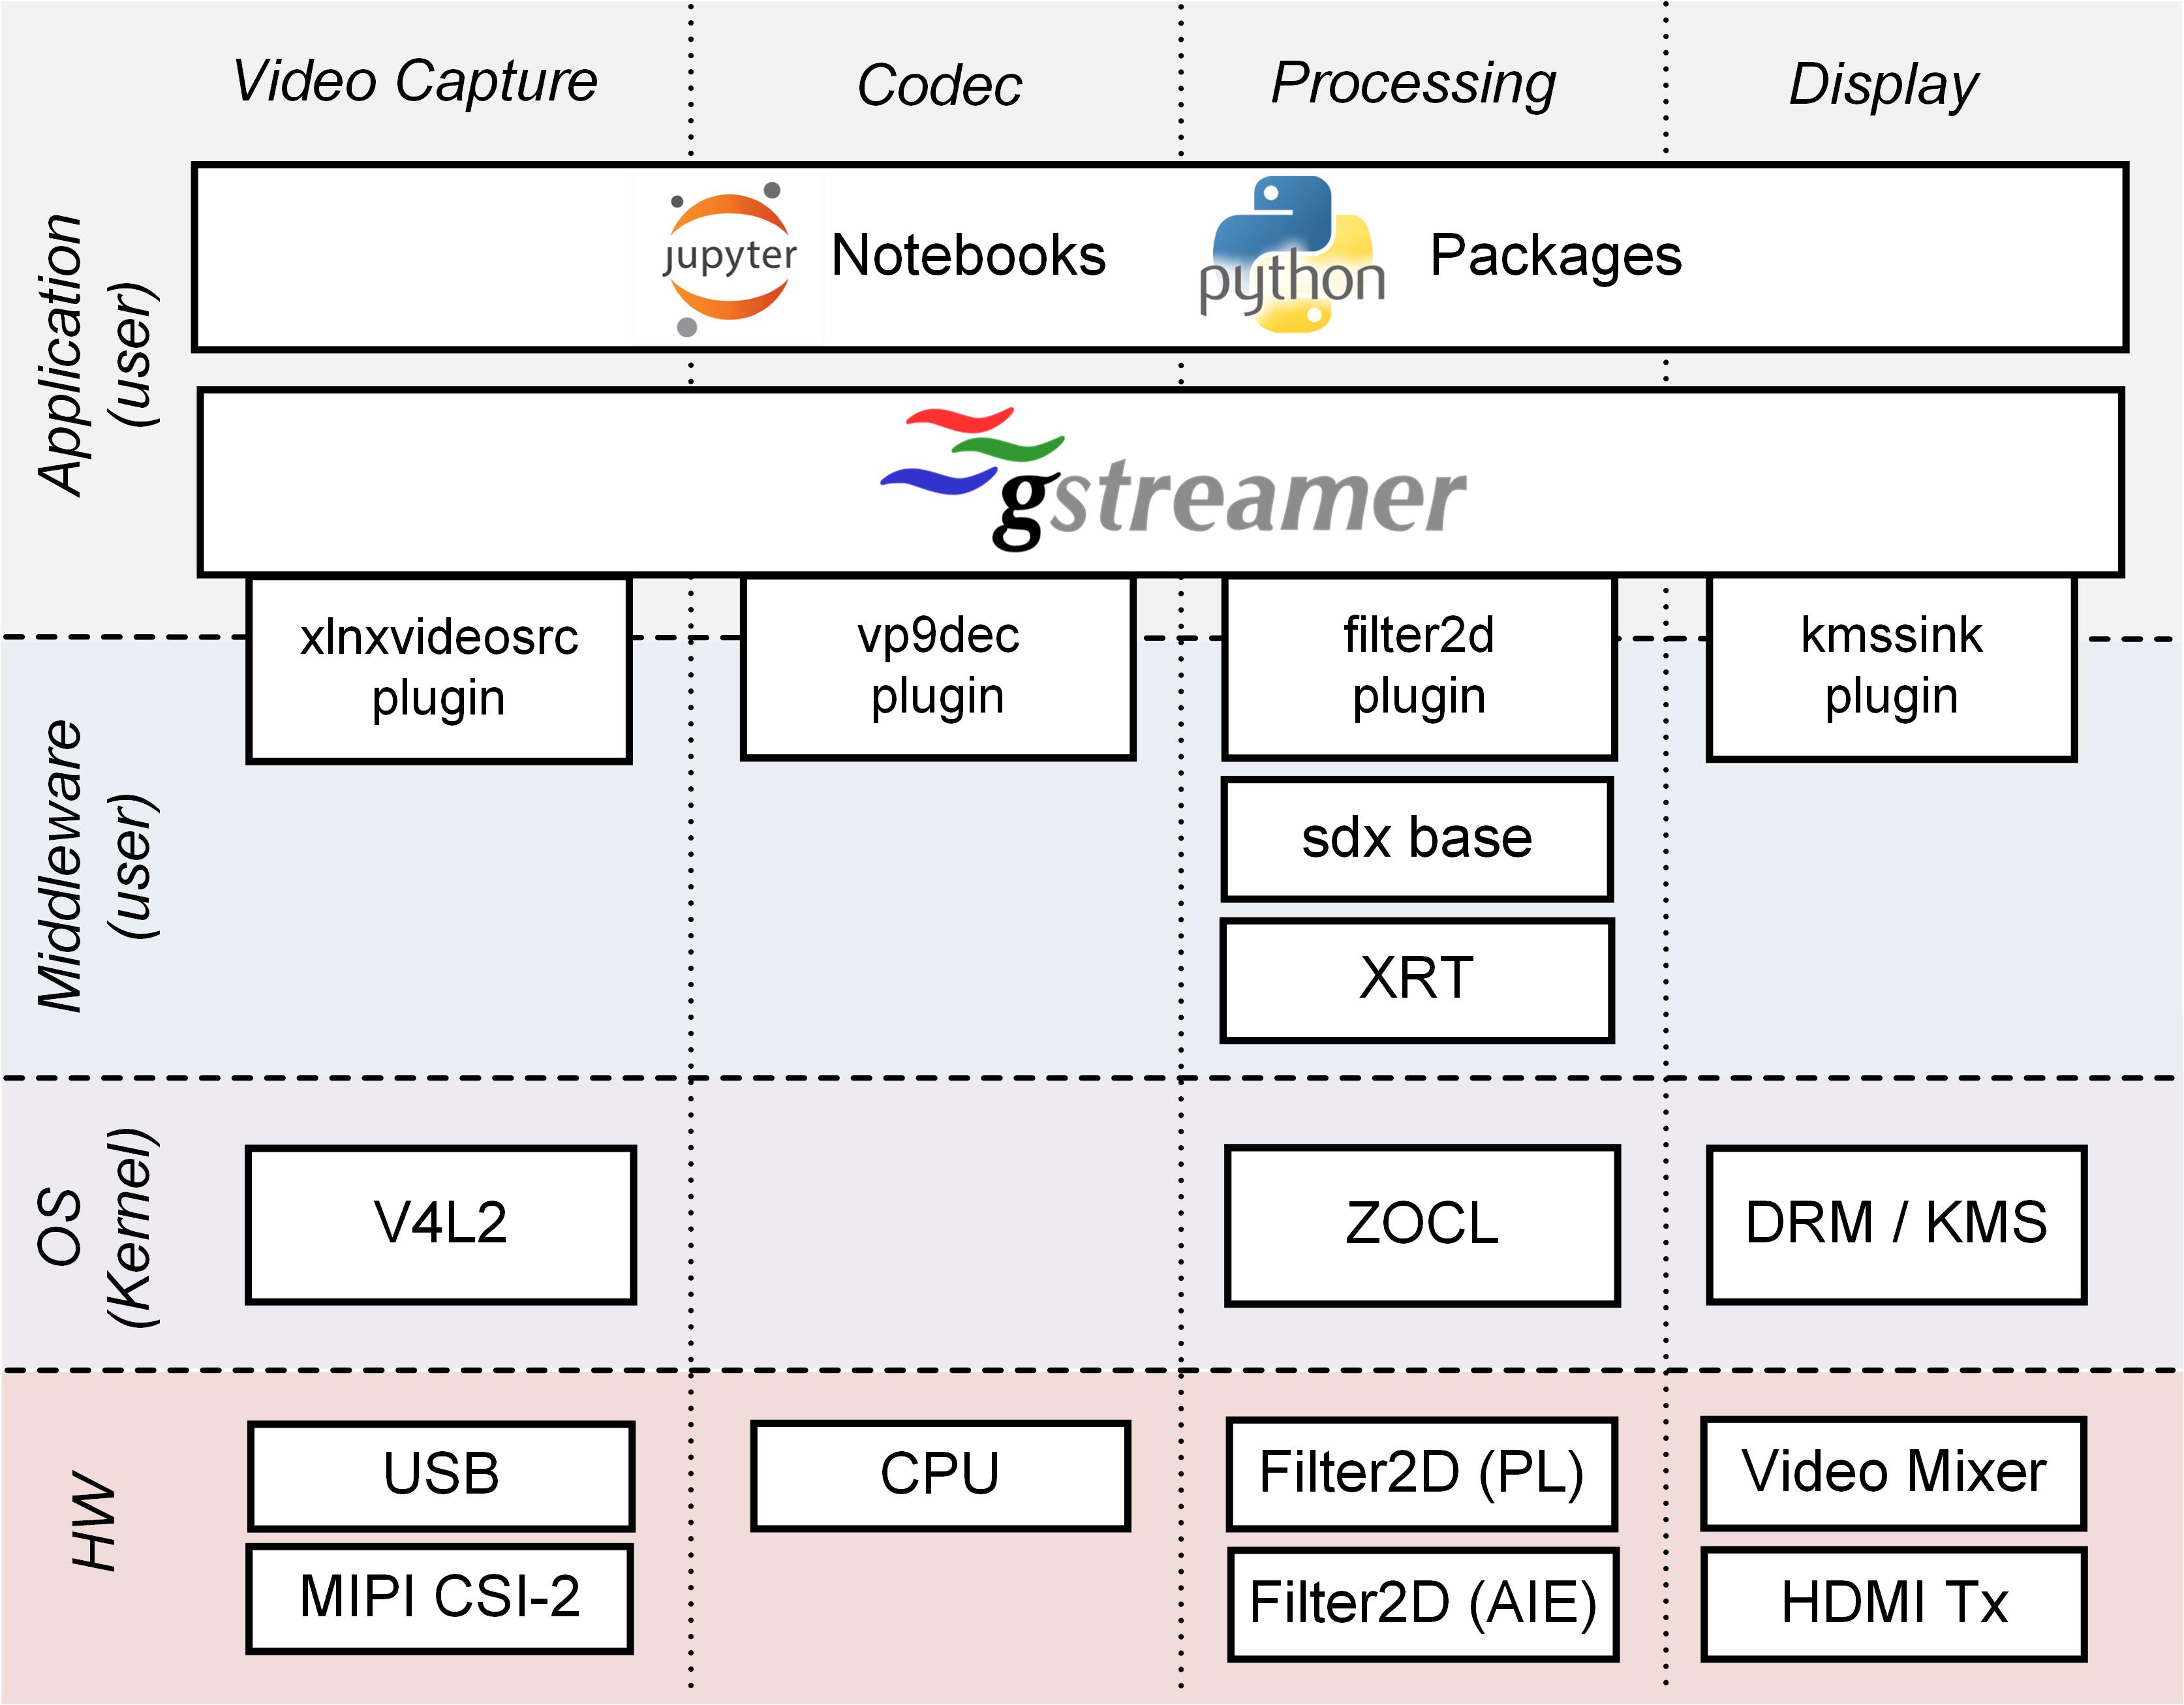 Video Capture
Codec
Processing
Display
Application
(user)
jupyter
Notebooks
python
Packages
gstreamer
xlnxvideosrc
plugin
vp9dec
plugin
filter2d
plugin
kmssink
plugin
Middleware
(user)
sdx base
XRT
OS
(Kernel)
V4L2
ZOCL
DRM / KMS
HW
USB
CPU
Filter2D (PL)
Video Mixer
MIPI CSI-2
Filter2D (AIE)
HDMI Tx